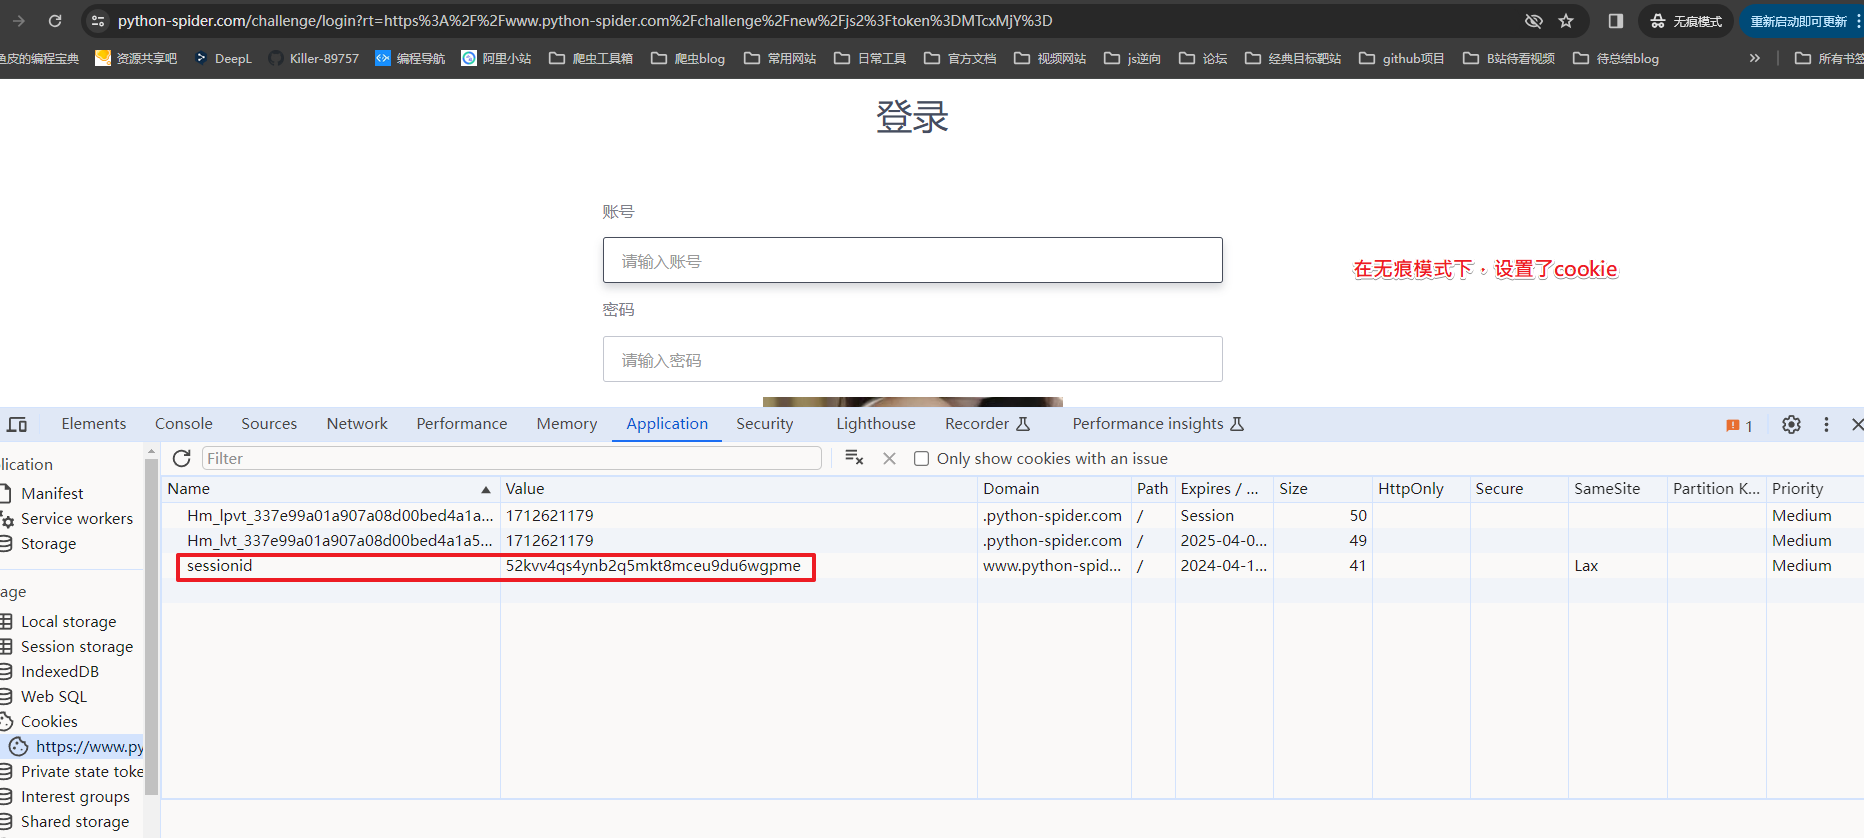 python-spider.com/challenge/login?rt=https%3A%2F%2Fwww.python-spider.com%2Fchallenge%2Fnew%2Fjs2%3Ftoken%3DMTcxMjY%3D 无痕模式 重新启动即可更新
鱼皮的编程宝典 资源共享吧 DeepL Killer-89757 编程导航 阿里小站 爬虫工具箱 爬虫blog 常用网站 日常工具 官方文档 视频网站 js逆向 论坛 经典目标靶站 github项目 B站待看视频 待总结blog » 所有书签
登录
账号
请输入账号
在无痕模式下，设置了cookie
密码
请输入密码
Elements Console Sources Network Performance Memory Application Security Lighthouse Recorder Performance insights 1
Filter Only show cookies with an issue
lication
Manifest
Service workers
Storage
age
Local storage
Session storage
IndexedDB
Web SQL
Cookies
https://www.py
Private state toke
Interest groups
Shared storage
Name Value Domain Path Expires / ... Size HttpOnly Secure SameSite Partition K... Priority
Hm_lpvt_337e99a01a907a08d00bed4a1a... 1712621179 .python-spider.com / Session 50 Medium
Hm_lvt_337e99a01a907a08d00bed4a1a5... 1712621179 .python-spider.com / 2025-04-0... 49 Medium
sessionid 52kvv4qs4ynb2q5mkt8mceu9du6wgpme www.python-spid... / 2024-04-1... 41 Lax Medium